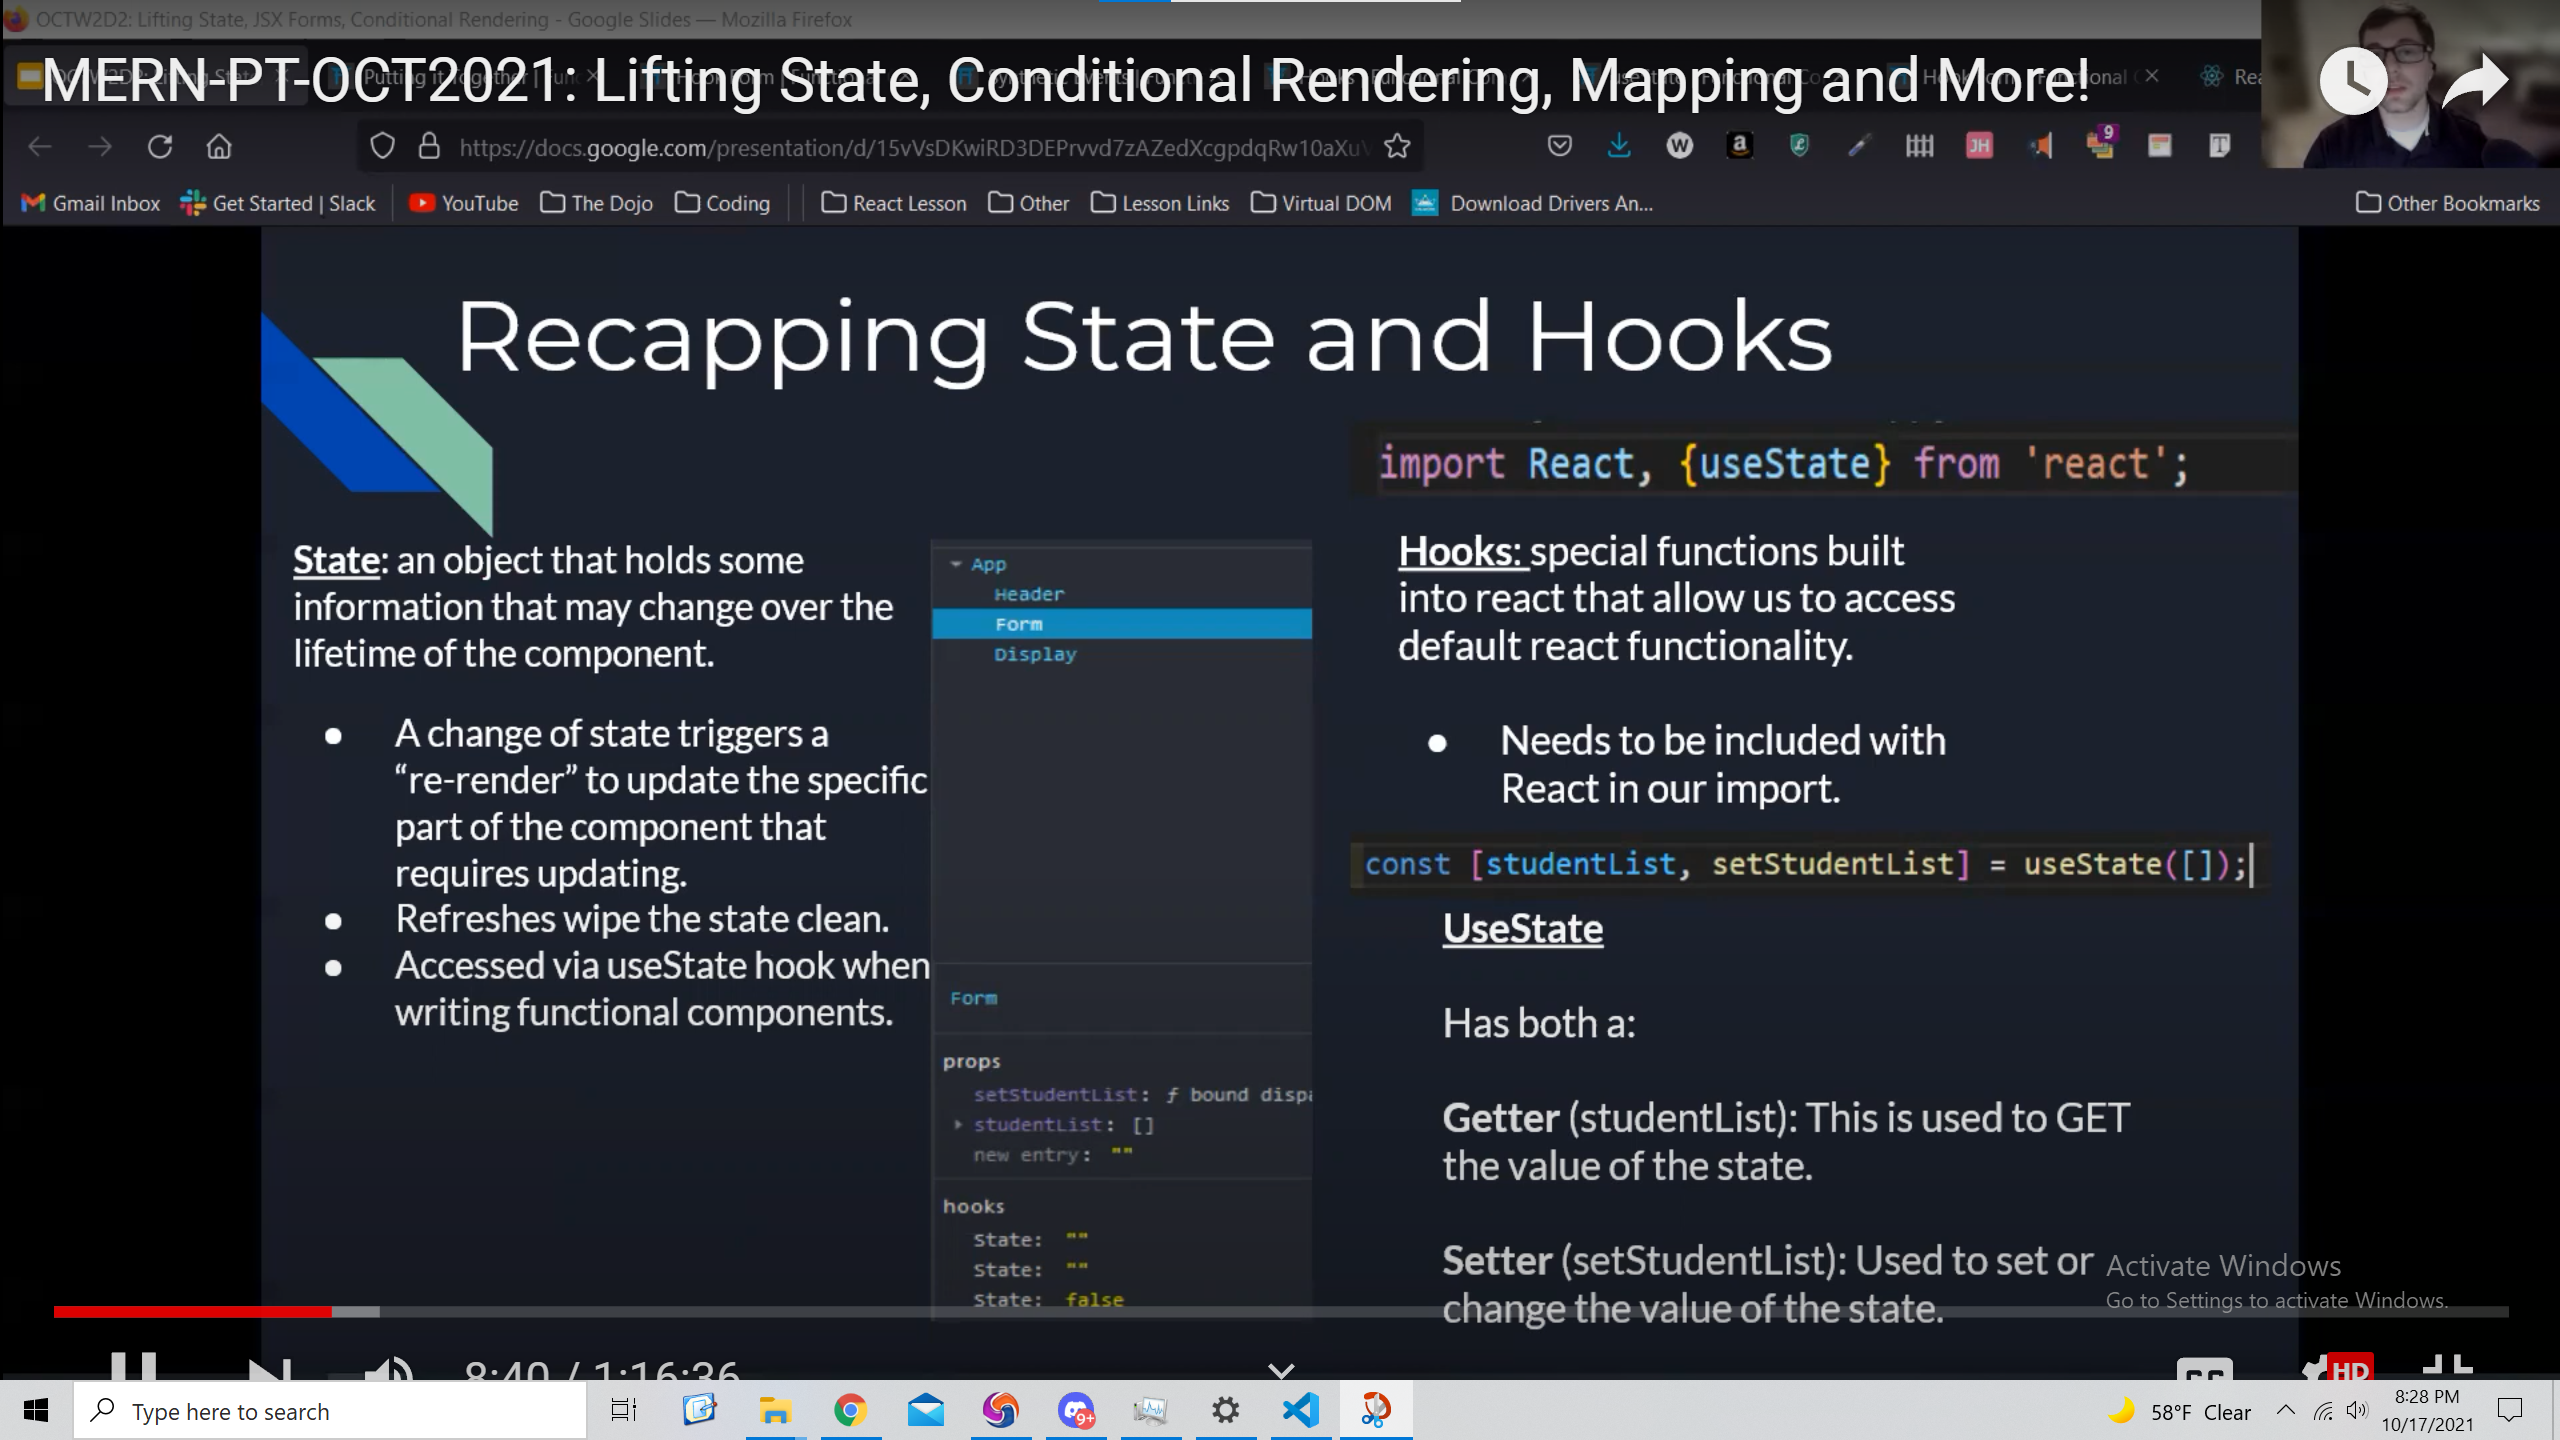 OCTW2D2: Lifting State, JSX Forms, Conditional Rendering - Google Slides — Mozilla Firefox
MERN-PT-OCT2021: Lifting State, Conditional Rendering, Mapping and More!
https://docs.google.com/presentation/d/15vVsDKwiRD3DEPrvvd7zAZedXcgpdqRw10aXuV
W a JH 9 T
Gmail Inbox Get Started | Slack YouTube The Dojo Coding React Lesson Other Lesson Links Virtual DOM Download Drivers An... Other Bookmarks
Recapping State and Hooks
import React, {useState} from 'react';
State: an object that holds some
information that may change over the
lifetime of the component.
● A change of state triggers a
“re-render” to update the specific
part of the component that
requires updating.
● Refreshes wipe the state clean.
● Accessed via useState hook when
writing functional components.
App
Header
Form
Display
Form
props
setStudentList: ƒ bound dispa
studentList: []
new entry: ""
hooks
State: ""
State: ""
State: false
Hooks: special functions built
into react that allow us to access
default react functionality.
● Needs to be included with
React in our import.
const [studentList, setStudentList] = useState([]);
UseState
Has both a:
Getter (studentList): This is used to GET
the value of the state.
Setter (setStudentList): Used to set or
change the value of the state.
Activate Windows
Go to Settings to activate Windows.
8:40 / 1:16:36
CC HD
Type here to search
9+
58°F Clear
8:28 PM
10/17/2021